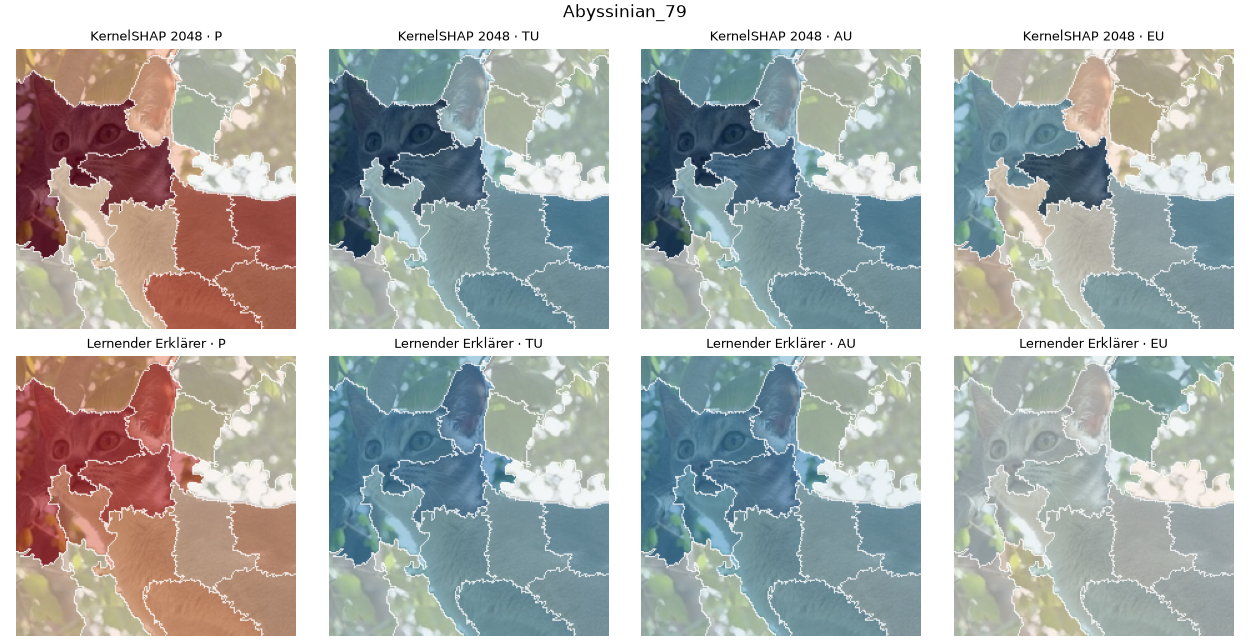 Abyssinian_79
KernelSHAP 2048 · P
KernelSHAP 2048 · TU
KernelSHAP 2048 · AU
KernelSHAP 2048 · EU
Lernender Erklärer · P
Lernender Erklärer · TU
Lernender Erklärer · AU
Lernender Erklärer · EU